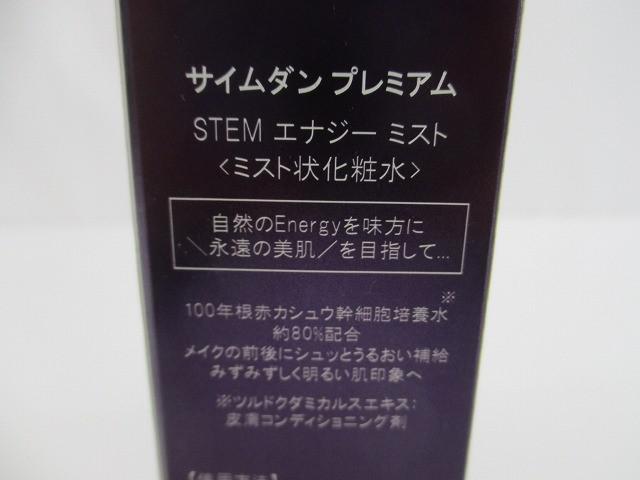 サイムダン プレミアム
STEM エナジー ミスト
<ミスト状化粧水>
自然のEnergyを味方に
＼永遠の美肌／を目指して…
※
100年根赤カシュウ幹細胞培養水
約80%配合
メイクの前後にシュッとうるおい補給
みずみずしく明るい肌印象へ
※ツルドクダミカルスエキス：
皮膚コンディショニング剤